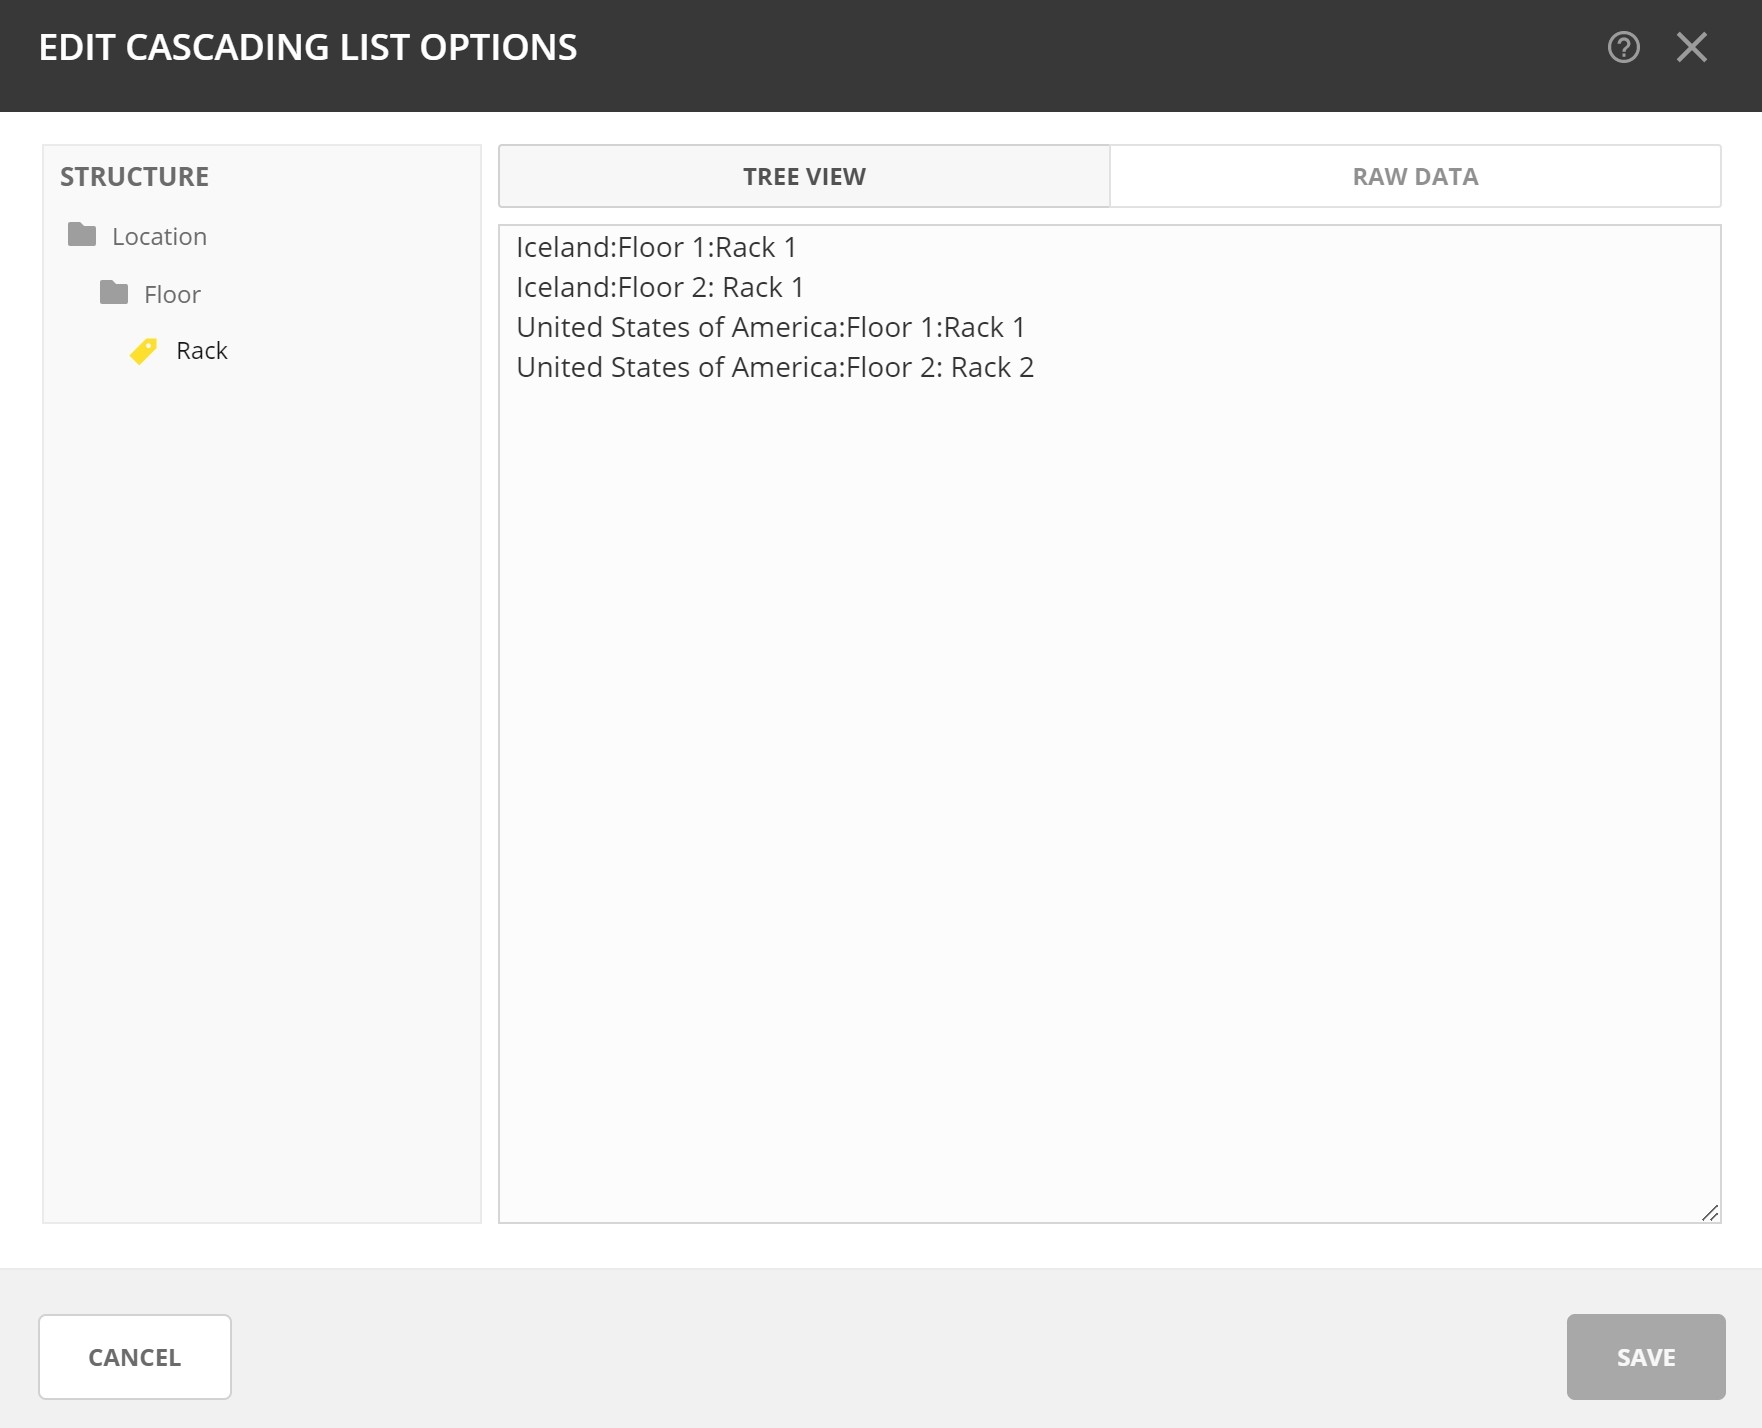 EDIT CASCADING LIST OPTIONS
STRUCTURE
Location
Floor
Rack
TREE VIEW
RAW DATA
Iceland:Floor 1:Rack 1
Iceland:Floor 2: Rack 1
United States of America:Floor 1:Rack 1
United States of America:Floor 2: Rack 2
CANCEL
SAVE